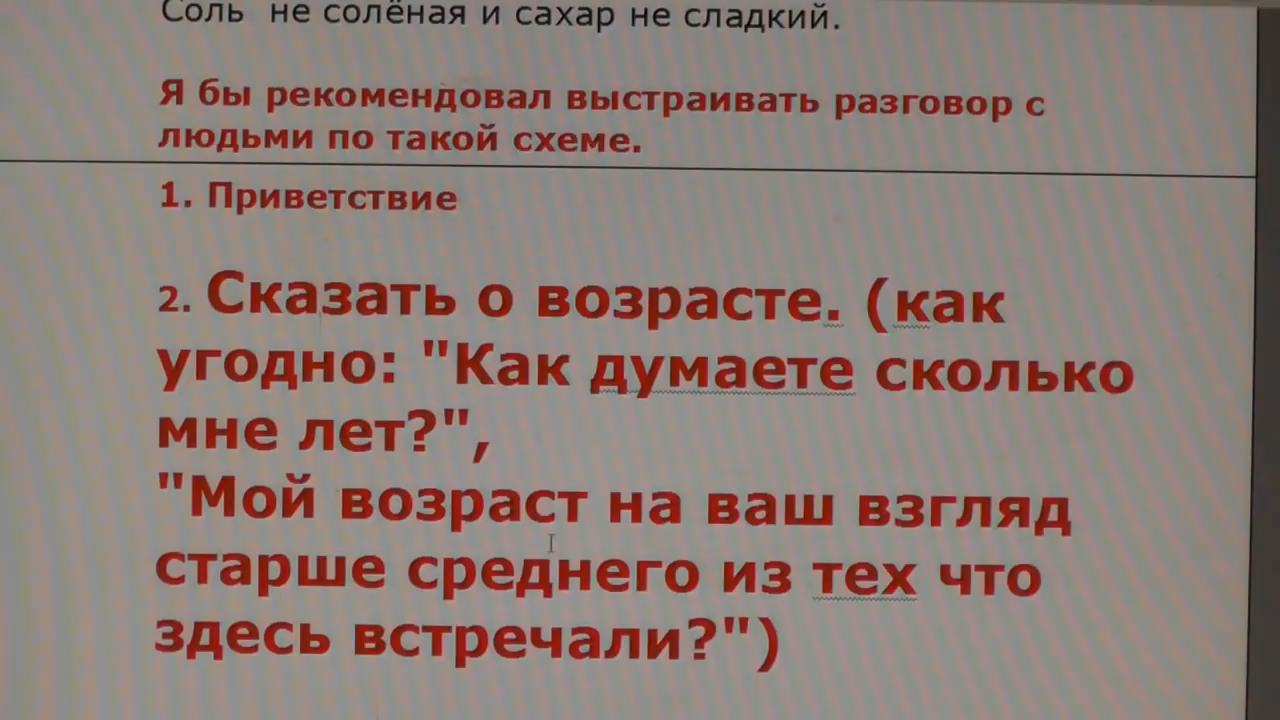 Соль не солёная и сахар не сладкий.
Я бы рекомендовал выстраивать разговор с
людьми по такой схеме.
1. Приветствие
2. Сказать о возрасте. (как
угодно: "Как думаете сколько
мне лет?",
"Мой возраст на ваш взгляд
старше среднего из тех что
здесь встречали?")